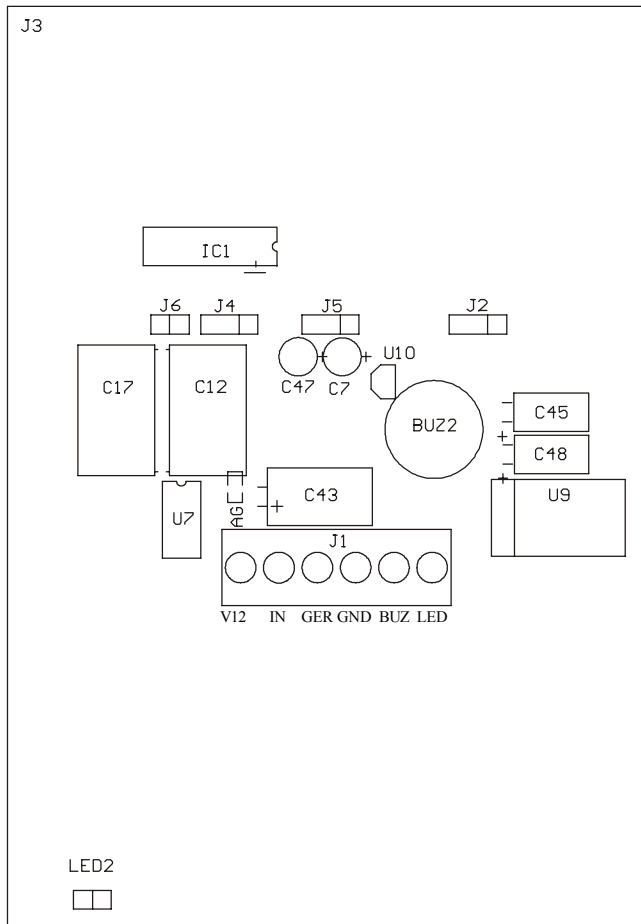 J3
IC1
J6 J4 J5 J2
U10
C17 C12 C47 C7
BUZ2
C45
C48
C43
U9
U7
AG
J1
V12 IN GER GND BUZ LED
LED2